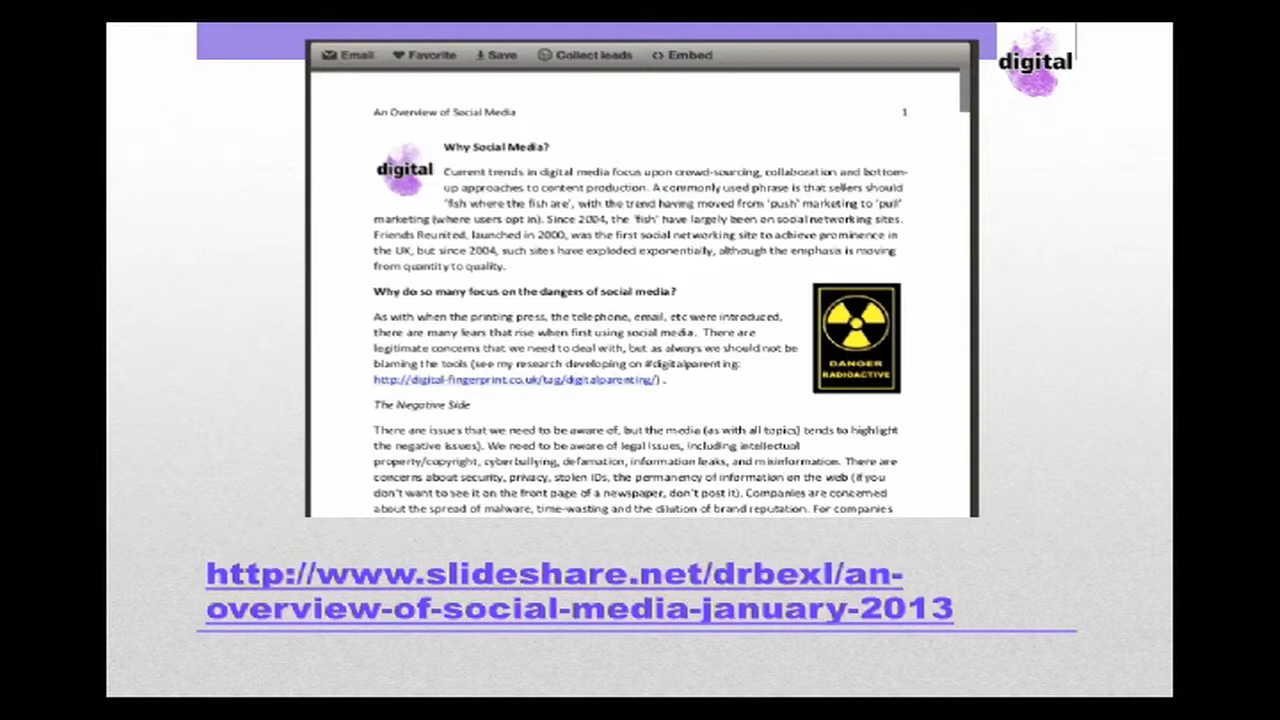 Email Favorite Save Collect leads Embed
digital
An Overview of Social Media 1
Why Social Media?
digital
Current trends in digital media focus upon crowd-sourcing, collaboration and bottom-
up approaches to content production. A commonly used phrase is that sellers should
'fish where the fish are', with the trend having moved from 'push' marketing to 'pull'
marketing (where users opt in). Since 2004, the 'fish' have largely been on social networking sites.
Friends Reunited, launched in 2000, was the first social networking site to achieve prominence in
the UK, but since 2004, such sites have exploded exponentially, although the emphasis is moving
from quantity to quality.
Why do so many focus on the dangers of social media?
As with when the printing press, the telephone, email, etc were introduced,
there are many fears that rise when first using social media. There are
legitimate concerns that we need to deal with, but as always we should not be
blaming the tools (see my research developing on #digitalparenting:
http://digital-fingerprint.co.uk/tag/digitalparenting/) .
DANGER
RADIOACTIVE
The Negative Side
There are issues that we need to be aware of, but the media (as with all topics) tends to highlight
the negative issues). We need to be aware of legal issues, including intellectual
property/copyright, cyberbullying, defamation, information leaks, and misinformation. There are
concerns about security, privacy, stolen IDs, the permanency of information on the web (if you
don't want to see it on the front page of a newspaper, don't post it). Companies are concerned
about the spread of malware, time-wasting and the dilution of brand reputation. For companies
http://www.slideshare.net/drbexl/an-
overview-of-social-media-january-2013